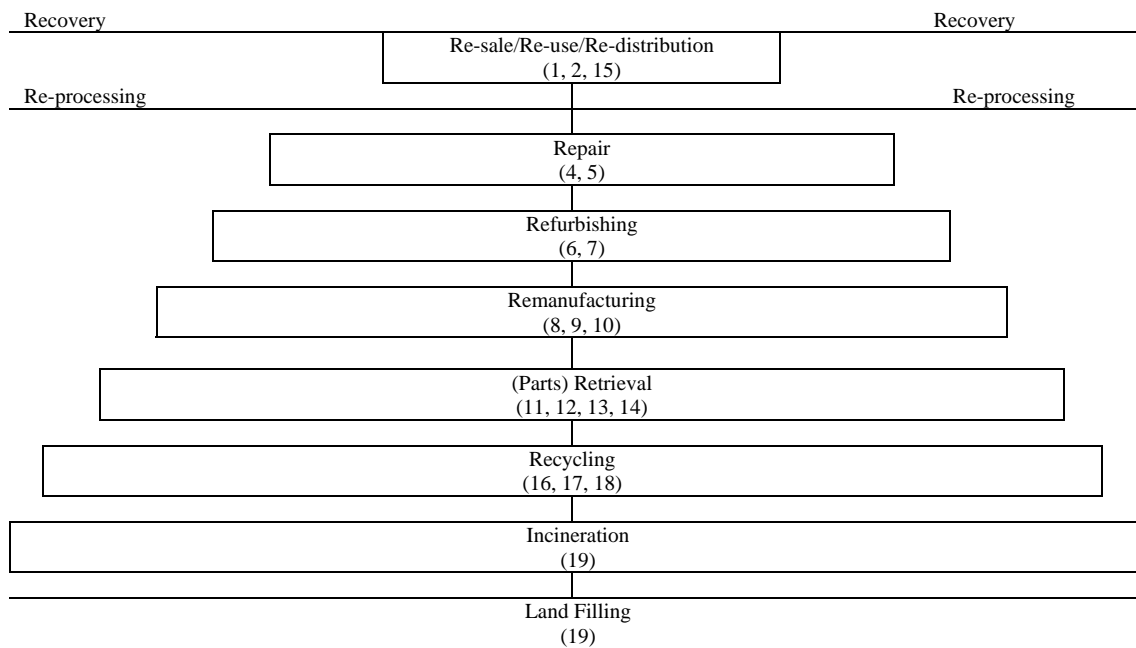 Recovery Recovery
Re-sale/Re-use/Re-distribution
(1, 2, 15)
Re-processing Re-processing
Repair
(4, 5)
Refurbishing
(6, 7)
Remanufacturing
(8, 9, 10)
(Parts) Retrieval
(11, 12, 13, 14)
Recycling
(16, 17, 18)
Incineration
(19)
Land Filling
(19)